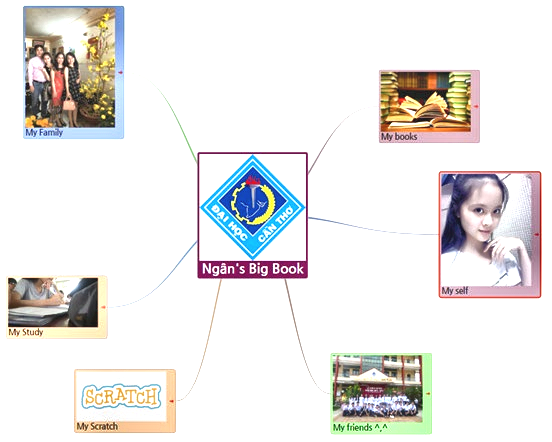 My Family
My books
ĐẠI HỌC
CẦN THƠ
Ngân's Big Book
My self
My Study
SCRATCH
My Scratch
My friends ^,^